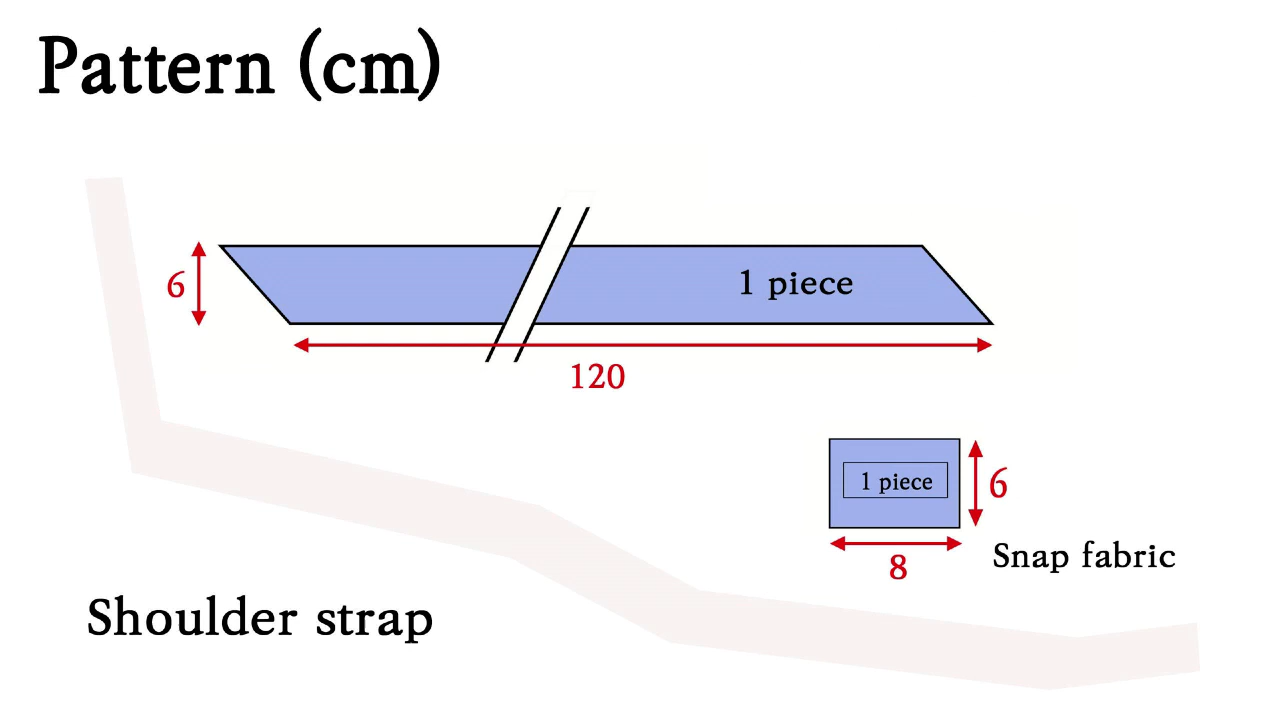 Pattern (cm)
6
1 piece
120
1 piece
6
8
Snap fabric
Shoulder strap